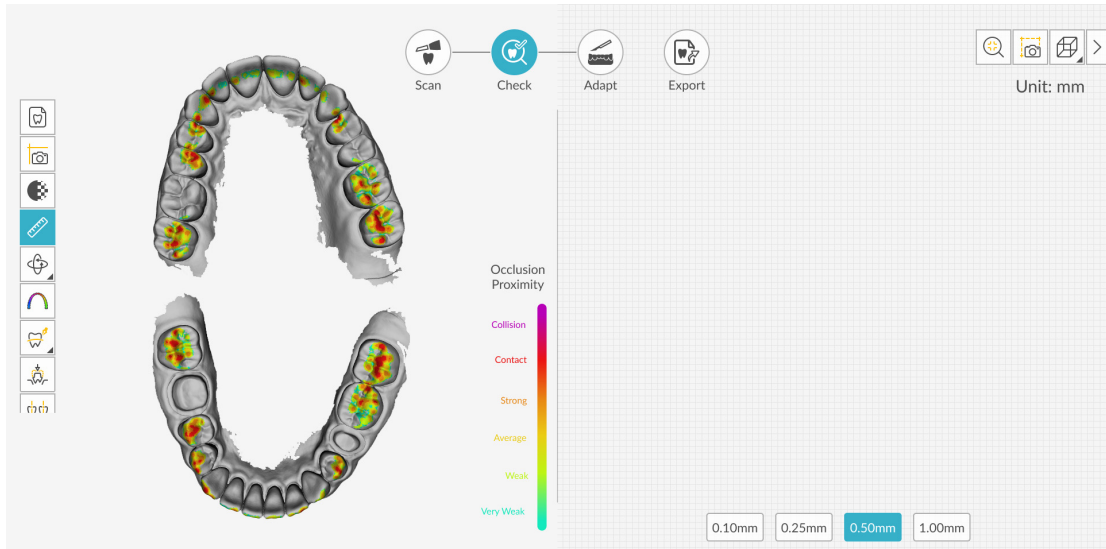 Scan
Check
Adapt
Export
Unit: mm
Occlusion
Proximity
Collision
Contact
Strong
Average
Weak
Very Weak
0.10mm
0.25mm
0.50mm
1.00mm